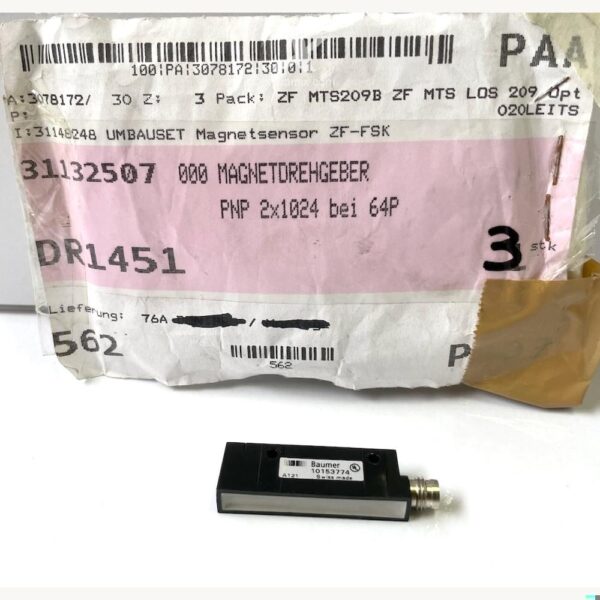 PAA
100|PA|3078172|30|0|1
A:3078172/ 30 Z: 3 Pack: ZF MTS209B ZF MTS LOS 209 Opt
P: 020LEITS
I:31148248 UMBAUSET Magnetsensor ZF-FSK
31132507 000 MAGNETDREHGEBER
PNP 2x1024 bei 64P
DR1451
3 stk
Lieferung: 76A /
562
562
Baumer
10153774
A121 Swiss made